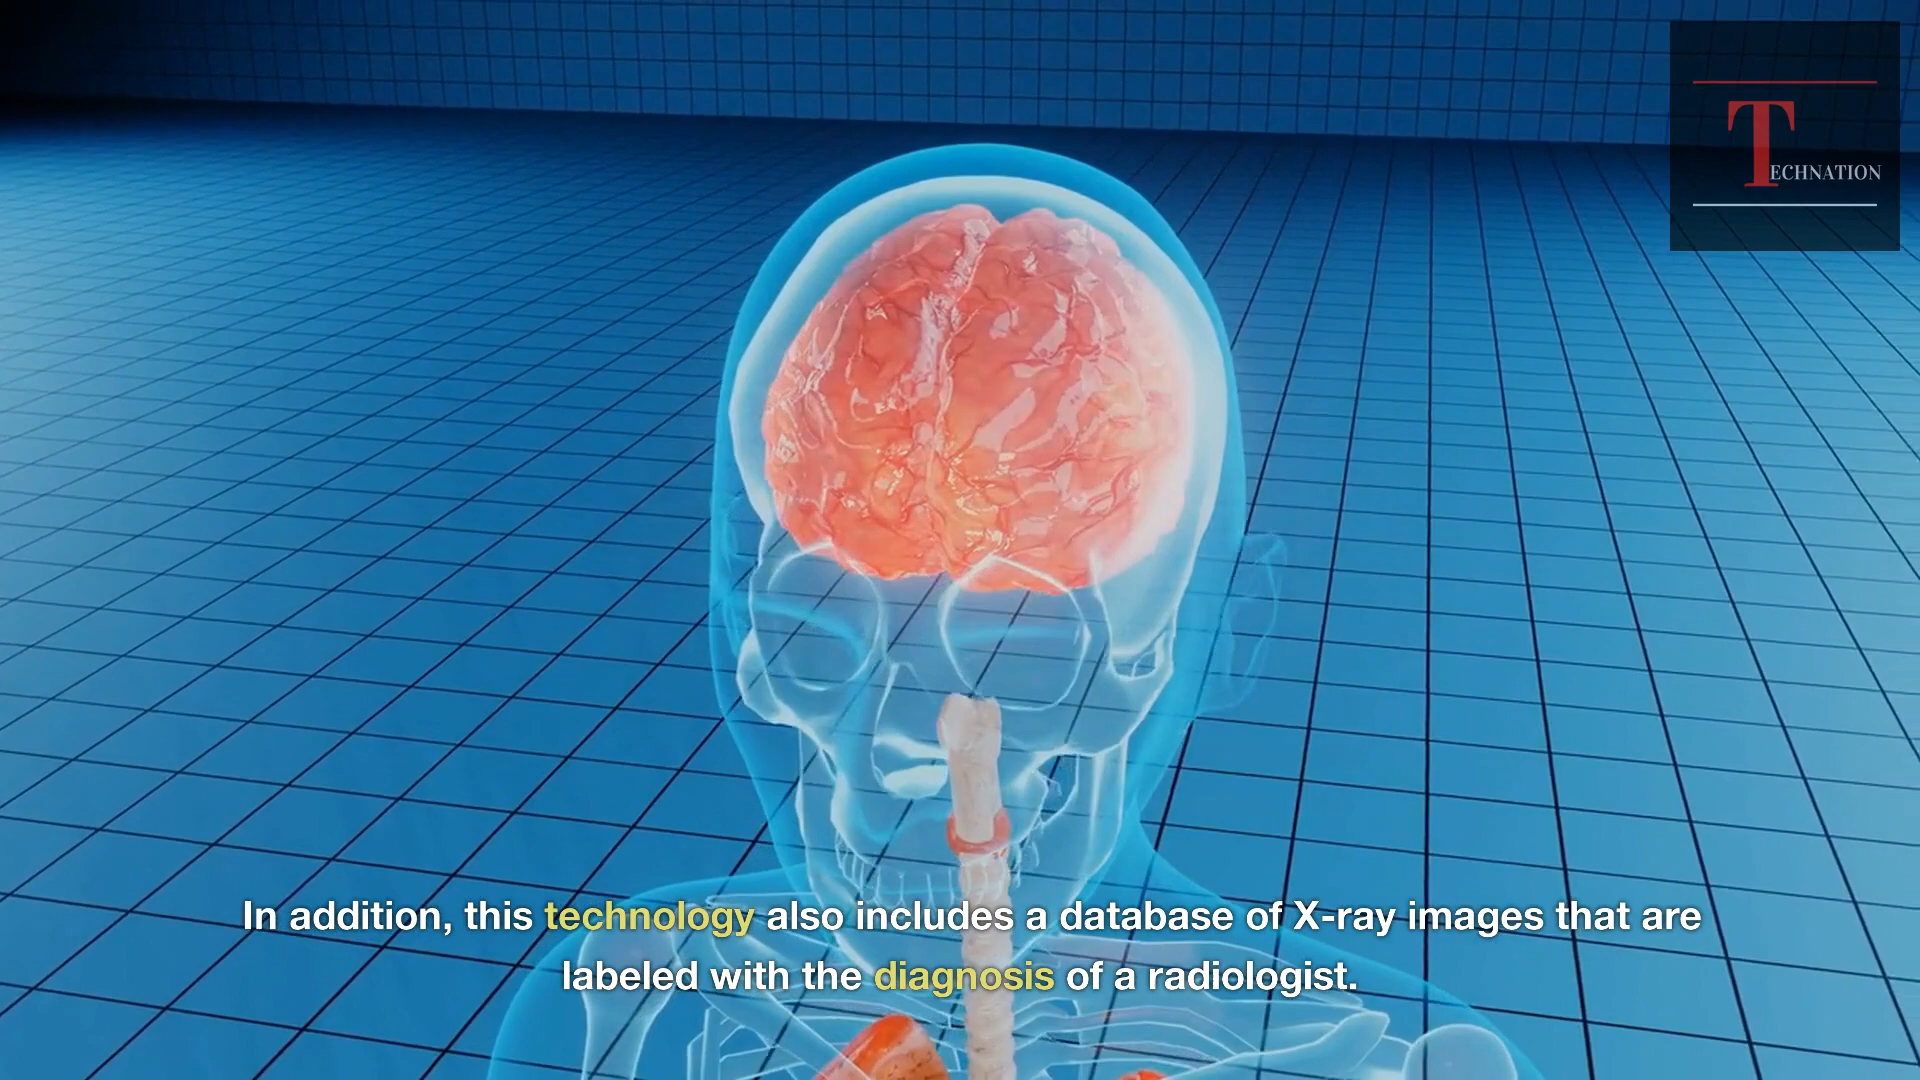 TECHNATION
In addition, this technology also includes a database of X-ray images that are
labeled with the diagnosis of a radiologist.